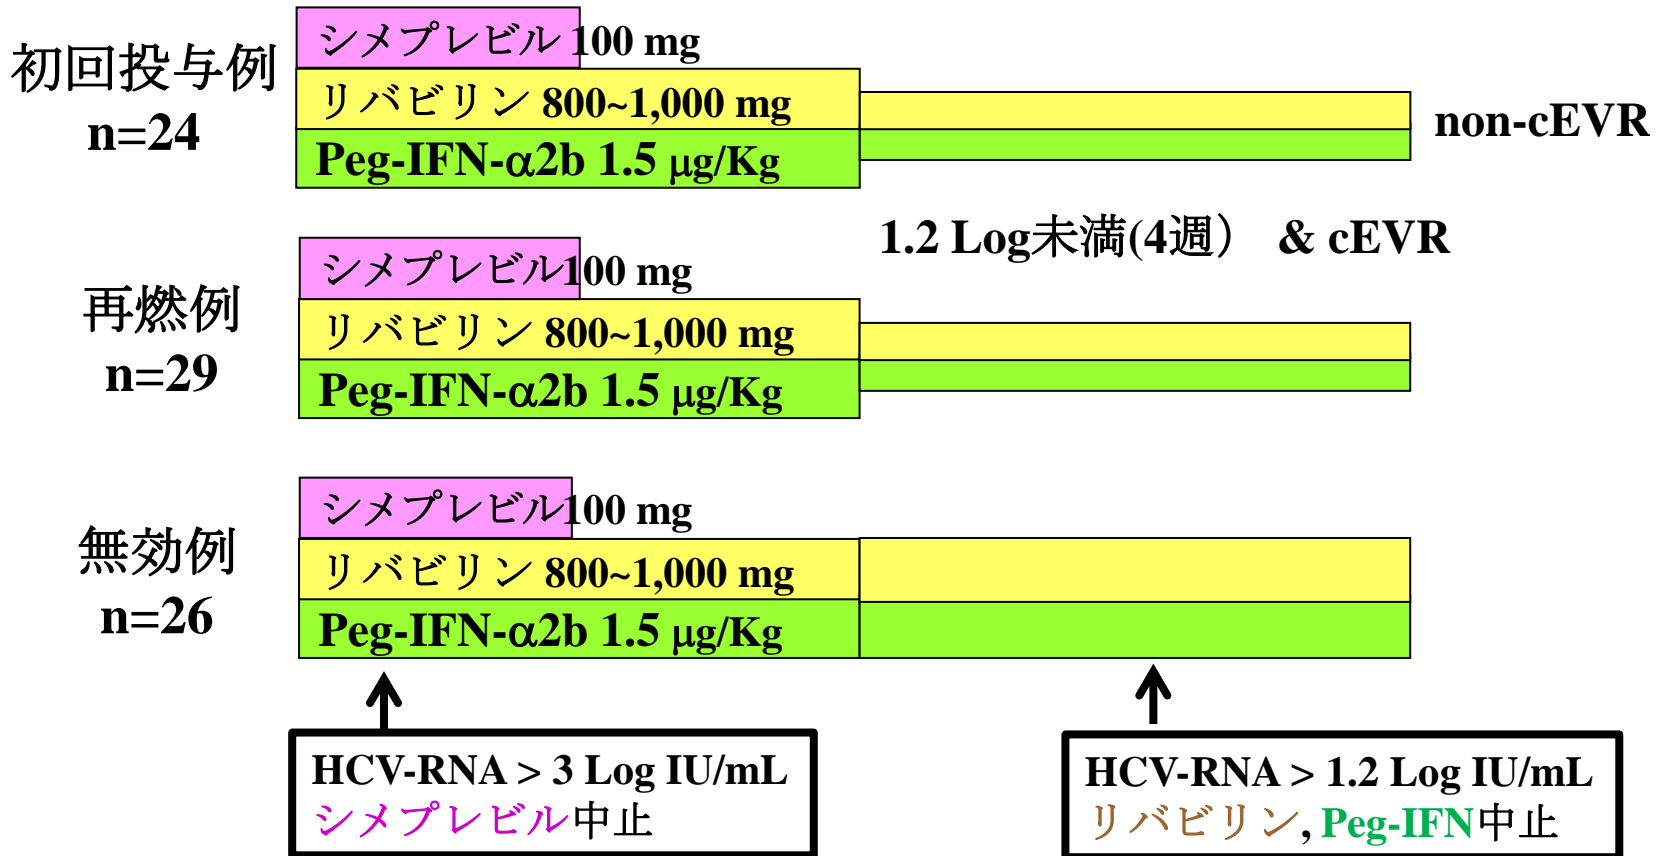 初回投与例
n=24
シメプレビル 100 mg
リバビリン 800~1,000 mg
Peg-IFN-α2b 1.5 μg/Kg
non-cEVR
1.2 Log未満(4週） & cEVR
再燃例
n=29
シメプレビル100 mg
リバビリン 800~1,000 mg
Peg-IFN-α2b 1.5 μg/Kg
無効例
n=26
シメプレビル100 mg
リバビリン 800~1,000 mg
Peg-IFN-α2b 1.5 μg/Kg
HCV-RNA > 3 Log IU/mL
シメプレビル中止
HCV-RNA > 1.2 Log IU/mL
リバビリン, Peg-IFN中止